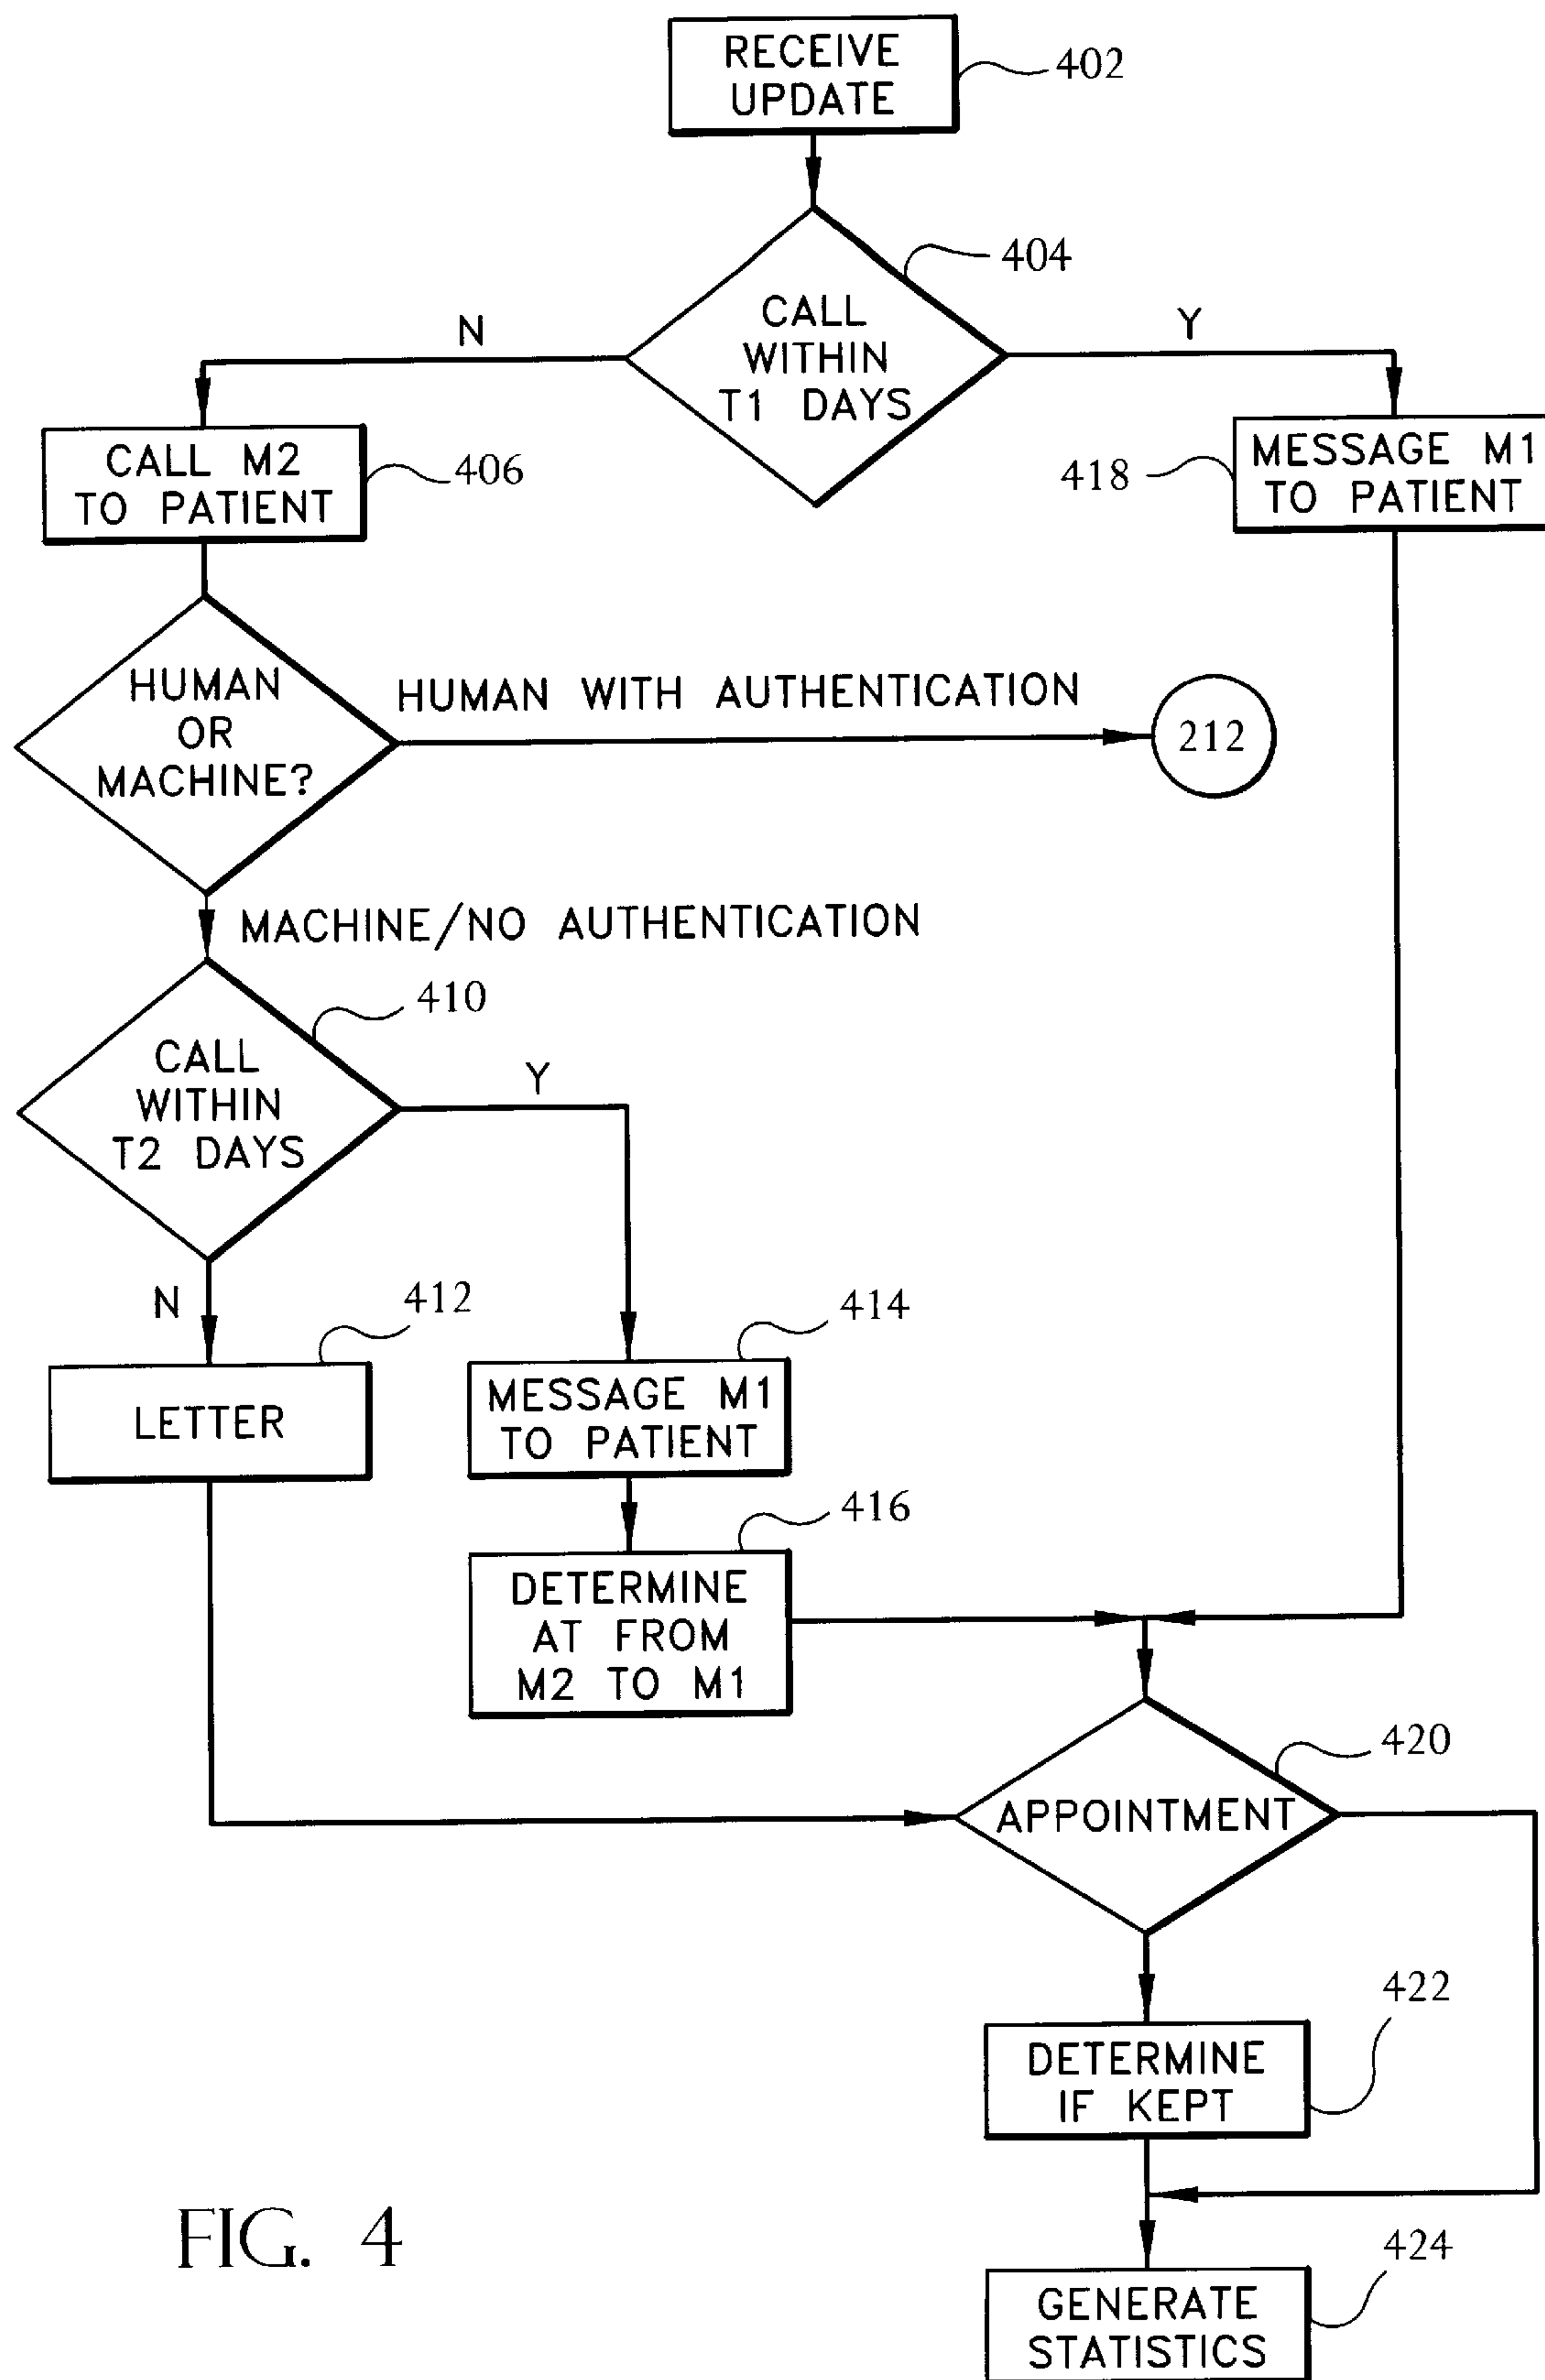 RECEIVE
UPDATE
402
404
CALL
WITHIN
T1 DAYS
N
Y
CALL M2
TO PATIENT
406
418
MESSAGE M1
TO PATIENT
HUMAN
OR
MACHINE?
HUMAN WITH AUTHENTICATION
212
MACHINE/NO AUTHENTICATION
410
CALL
WITHIN
T2 DAYS
Y
N
412
LETTER
414
MESSAGE M1
TO PATIENT
416
DETERMINE
AT FROM
M2 TO M1
420
APPOINTMENT
422
DETERMINE
IF KEPT
424
GENERATE
STATISTICS
FIG. 4